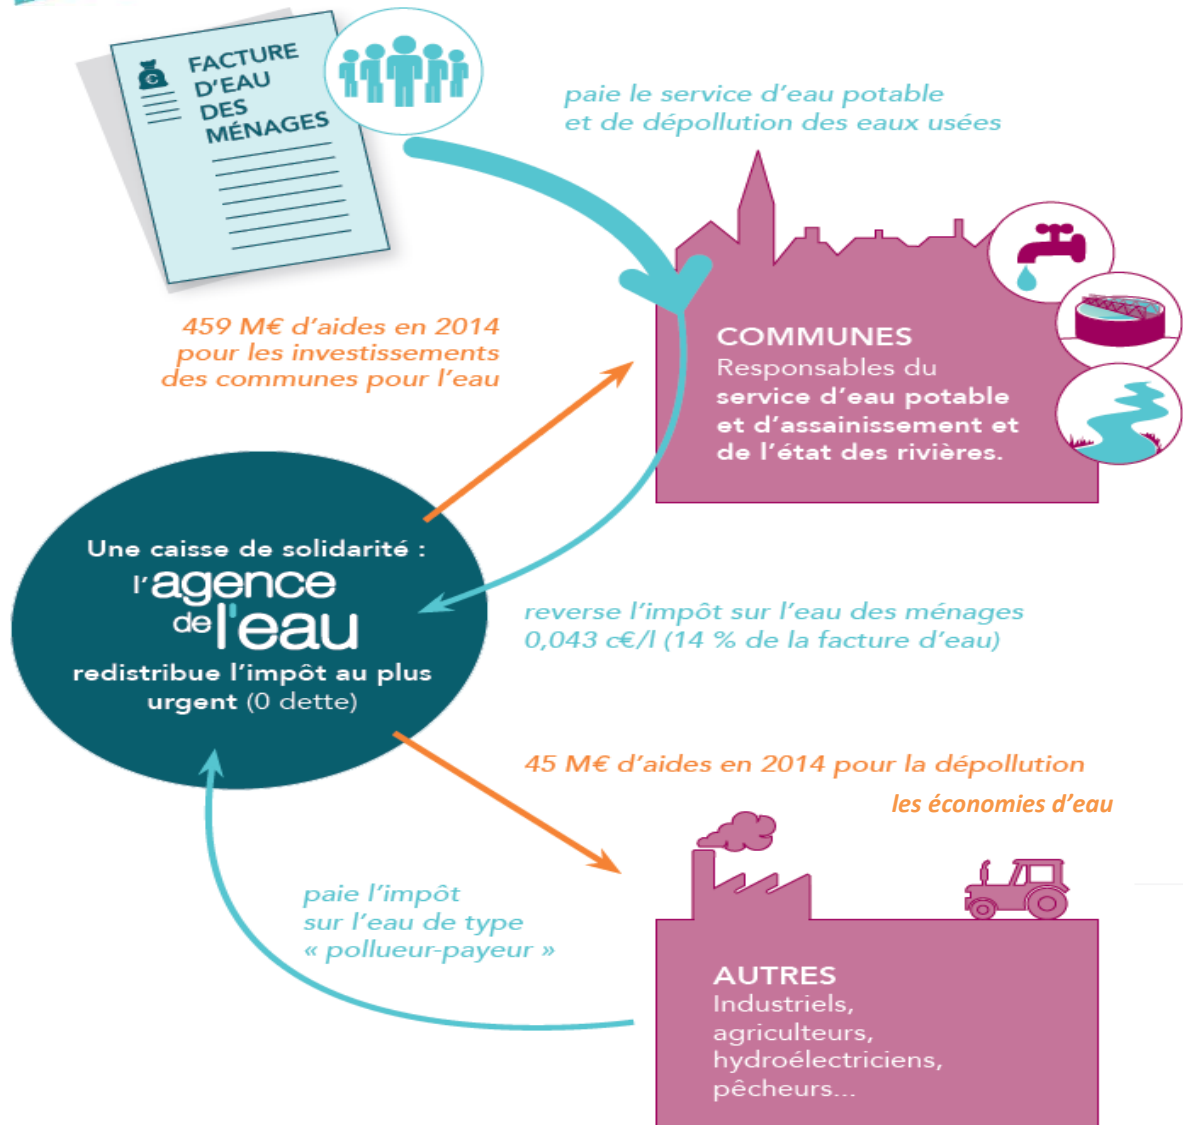 FACTURE
D'EAU
DES
MÉNAGES
paie le service d'eau potable
et de dépollution des eaux usées
459 M€ d'aides en 2014
pour les investissements
des communes pour l'eau
COMMUNES
Responsables du
service d'eau potable
et d'assainissement et
de l'état des rivières.
Une caisse de solidarité :
l'agence
de l'eau
redistribue l'impôt au plus
urgent (0 dette)
reverse l'impôt sur l'eau des ménages
0,043 c€/l (14 % de la facture d'eau)
45 M€ d'aides en 2014 pour la dépollution
les économies d'eau
paie l'impôt
sur l'eau de type
« pollueur-payeur »
AUTRES
Industriels,
agriculteurs,
hydroélectriciens,
pêcheurs...